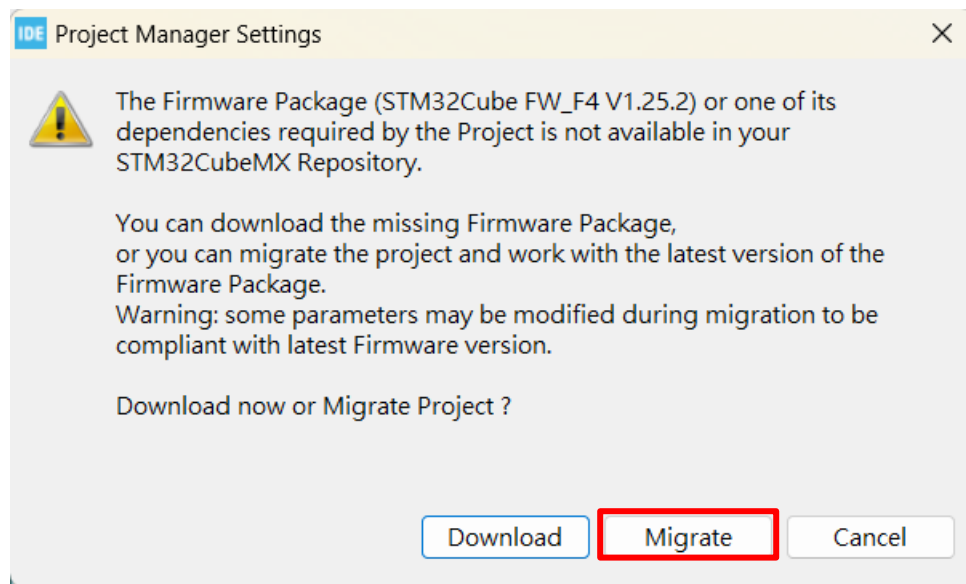 IDE Project Manager Settings
The Firmware Package (STM32Cube FW_F4 V1.25.2) or one of its
dependencies required by the Project is not available in your
STM32CubeMX Repository.
You can download the missing Firmware Package,
or you can migrate the project and work with the latest version of the
Firmware Package.
Warning: some parameters may be modified during migration to be
compliant with latest Firmware version.
Download now or Migrate Project ?
Download Migrate Cancel